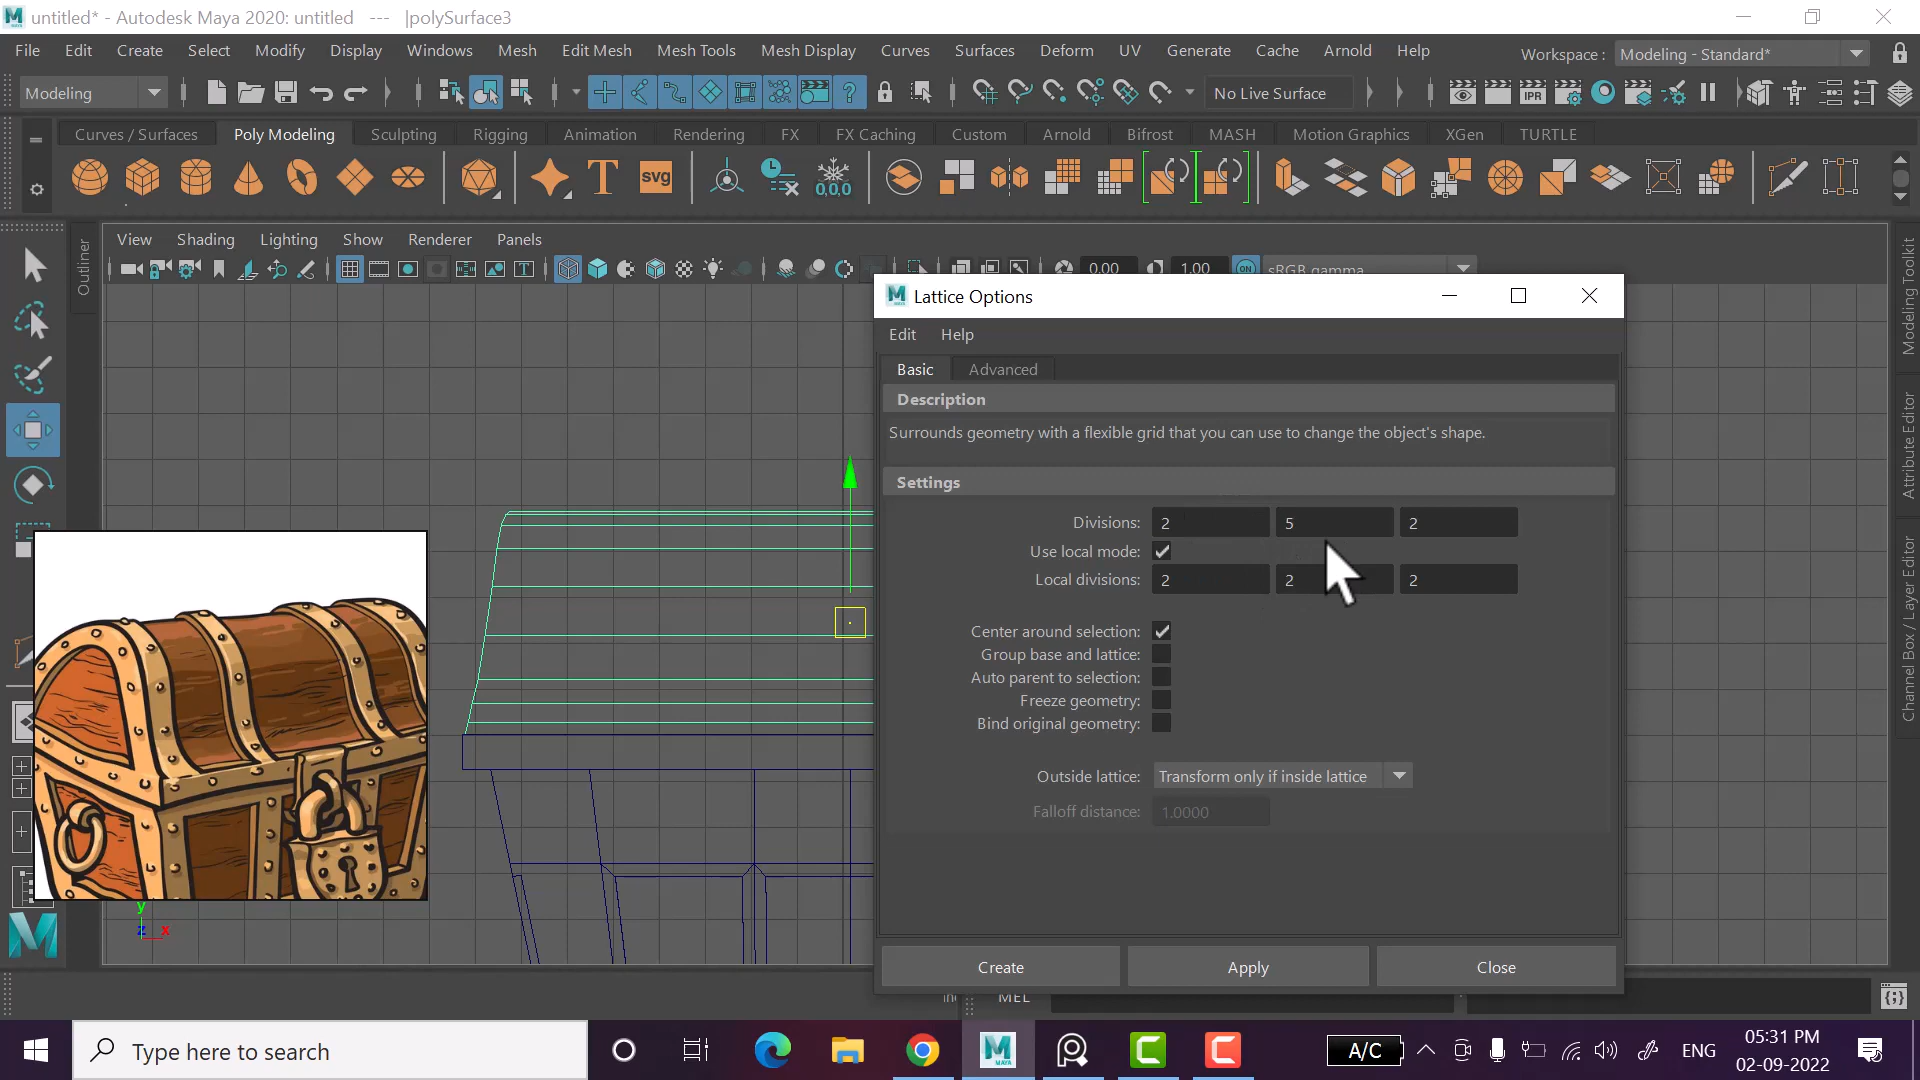 untitled* - Autodesk Maya 2020: untitled --- |polySurface3
File Edit Create Select Modify Display Windows Mesh Edit Mesh Mesh Tools Mesh Display Curves Surfaces Deform UV Generate Cache Arnold Help Workspace : Modeling - Standard*
Modeling No Live Surface IPR
Curves / Surfaces Poly Modeling Sculpting Rigging Animation Rendering FX FX Caching Custom Arnold Bifrost MASH Motion Graphics XGen TURTLE
T svg 0,0,0
View Shading Lighting Show Renderer Panels
0.00 1.00 ON sRGB gamma
Outliner
Modeling Toolkit
Attribute Editor
Channel Box / Layer Editor
Lattice Options
Edit Help
Basic Advanced
Description
Surrounds geometry with a flexible grid that you can use to change the object's shape.
Settings
Divisions: 2 5 2
Use local mode:
Local divisions: 2 2 2
Center around selection:
Group base and lattice:
Auto parent to selection:
Freeze geometry:
Bind original geometry:
Outside lattice: Transform only if inside lattice
Falloff distance: 1.0000
Create Apply Close
y
z x
MEL
Type here to search
MAYA
A/C
ENG
05:31 PM
02-09-2022